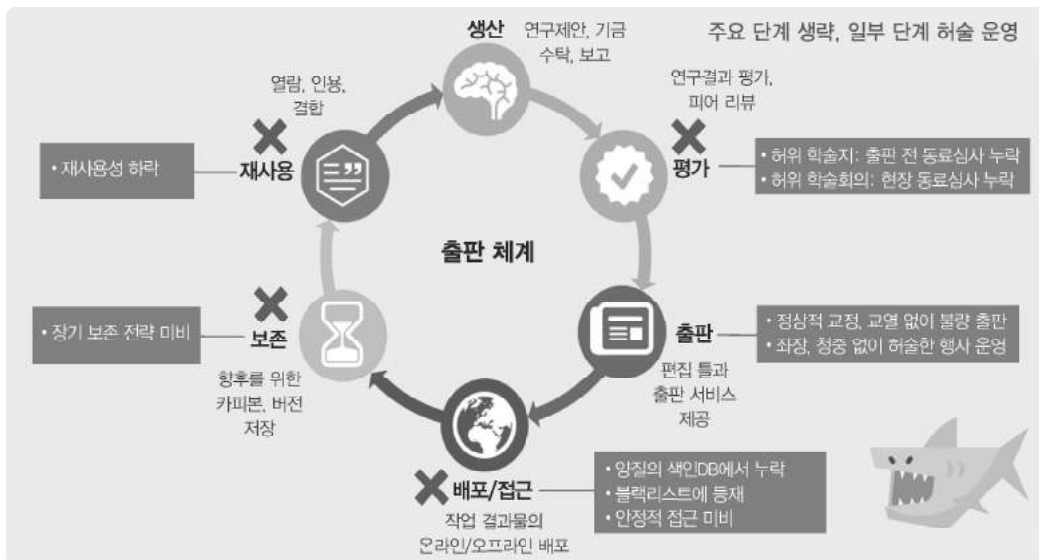 주요 단계 생략, 일부 단계 허술 운영
생산
연구제안, 기금
수탁, 보고
연구결과 평가,
피어 리뷰
평가
• 허위 학술지: 출판 전 동료심사 누락
• 허위 학술회의: 현장 동료심사 누락
출판
• 정상적 교정, 교열 없이 불량 출판
• 좌장, 청중 없이 허술한 행사 운영
편집 틀과
출판 서비스
제공
배포/접근
작업 결과물의
온라인/오프라인 배포
• 양질의 색인DB에서 누락
• 블랙리스트에 등재
• 안정적 접근 미비
보존
• 장기 보존 전략 미비
향후를 위한
카피본, 버전
저장
재사용
열람, 인용,
결합
• 재사용성 하락
출판 체계